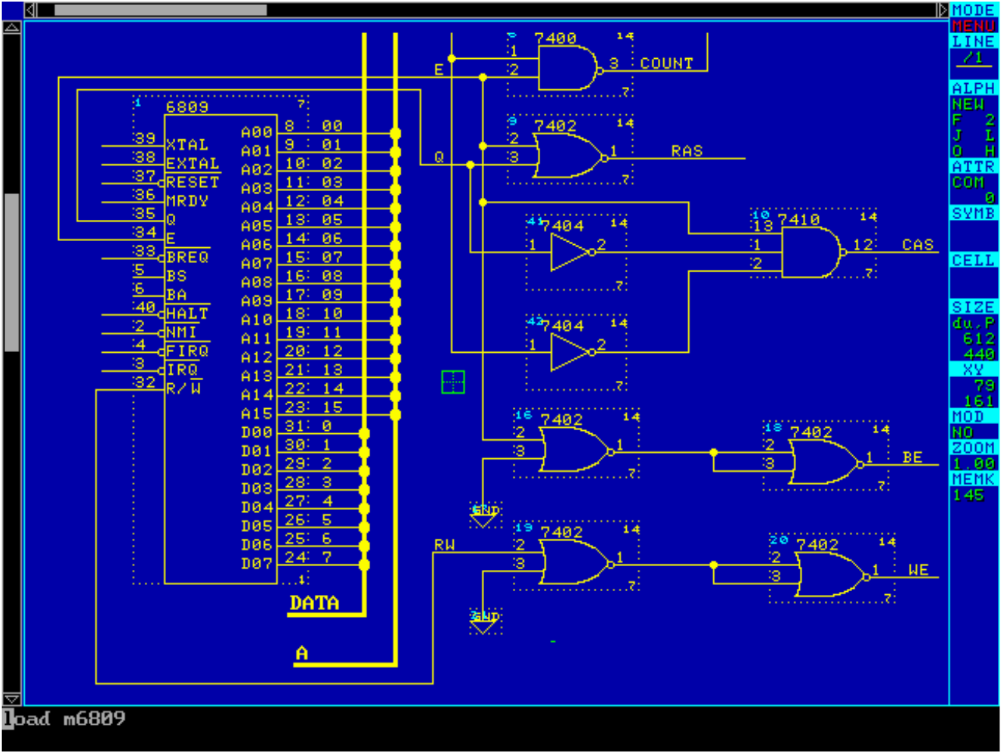 MODE
MENU
LINE
/1
ALPH
NEW
F 2
J L
O H
ATTR
COM
0
SYMB
CELL
SIZE
du,P
612
440
XY
79
161
MOD
NO
ZOOM
1.00
MEMK
145
1 6809 7
39 XTAL
38 EXTAL
37 RESET
36 MRDY
35 Q
34 E
33 BREQ
5 BS
6 BA
40 HALT
2 NMI
4 FIRQ
3 IRQ
32 R/W
A00 8 00
A01 9 01
A02 10 02
A03 11 03
A04 12 04
A05 13 05
A06 14 06
A07 15 07
A08 16 08
A09 17 09
A10 18 10
A11 19 11
A12 20 12
A13 21 13
A14 22 14
A15 23 15
D00 31 0
D01 30 1
D02 29 2
D03 28 3
D04 27 4
D05 26 5
D06 25 6
D07 24 7
1
DATA
A
E
7400 14
1
2
3 COUNT
7
9 7402 14
Q
2
3
1 RAS
7
41 7404 14
1 2
7
10 7410 14
13
1
2
12 CAS
7
7404 14
1 2
7
16 7402 14
2
3
1
7
GND
18 7402 14
2
3
1 BE
7
RW
19 7402 14
2
3
1
7
GND
20 7402 14
2
3
1 WE
7
load m6809